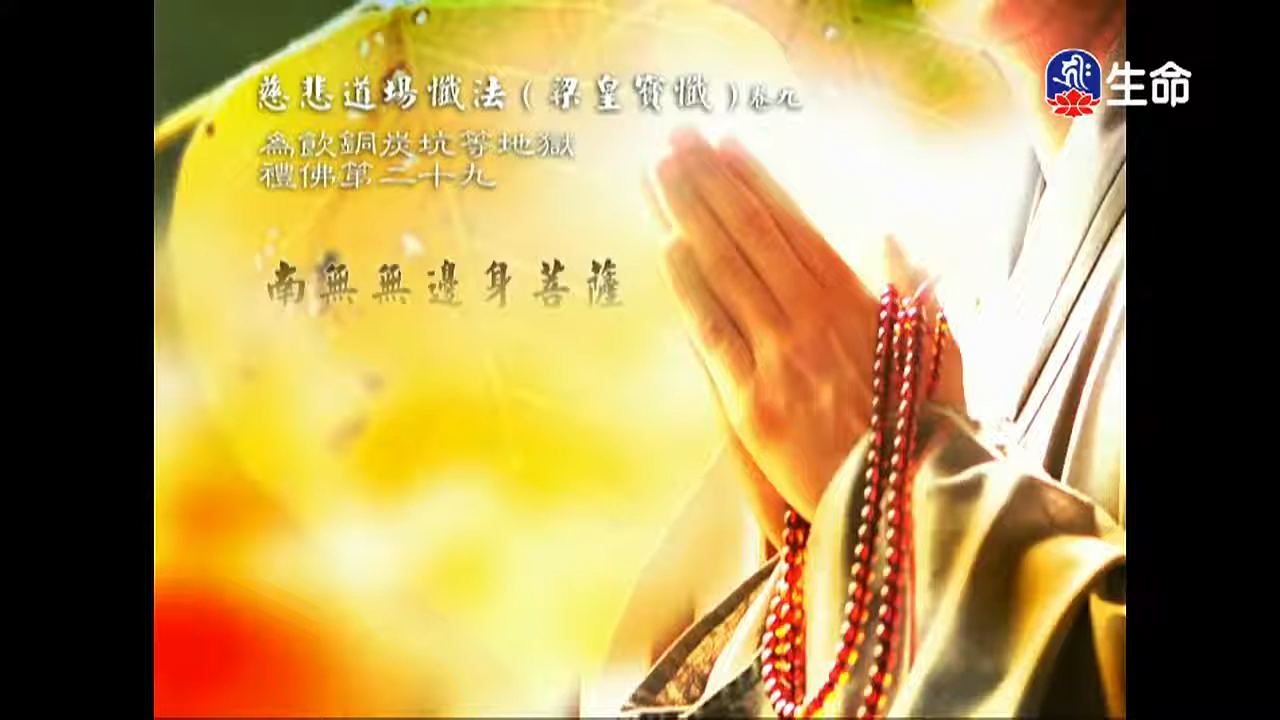 慈悲道場懺法(梁皇寶懺)卷九
為飲銅炭坑等地獄
禮佛第二十九
南無無邊身菩薩
生命